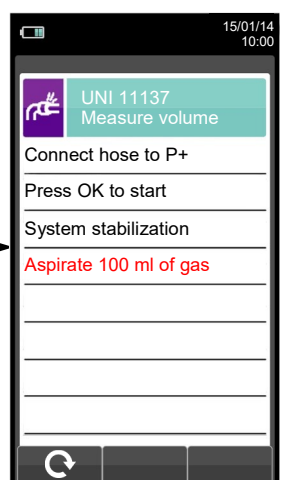 15/01/14
10:00
UNI 11137
Measure volume
Connect hose to P+
Press OK to start
System stabilization
Aspirate 100 ml of gas